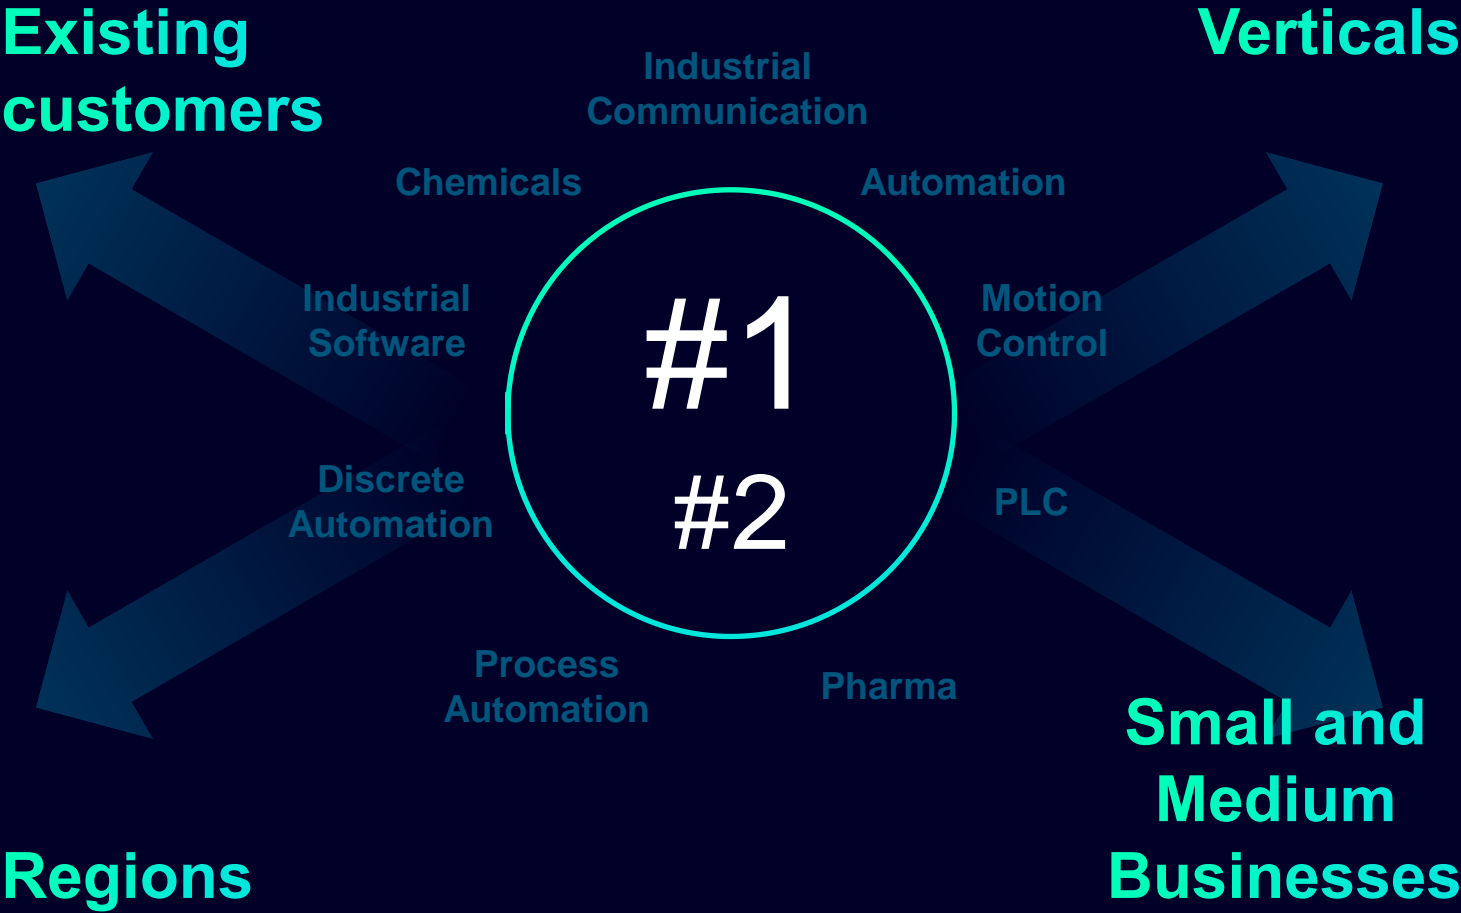 Existing
customers
Verticals
Industrial
Communication
Chemicals
Automation
Industrial
Software
#1
Motion
Control
Discrete
Automation
#2
PLC
Process
Automation
Pharma
Small and
Medium
Businesses
Regions